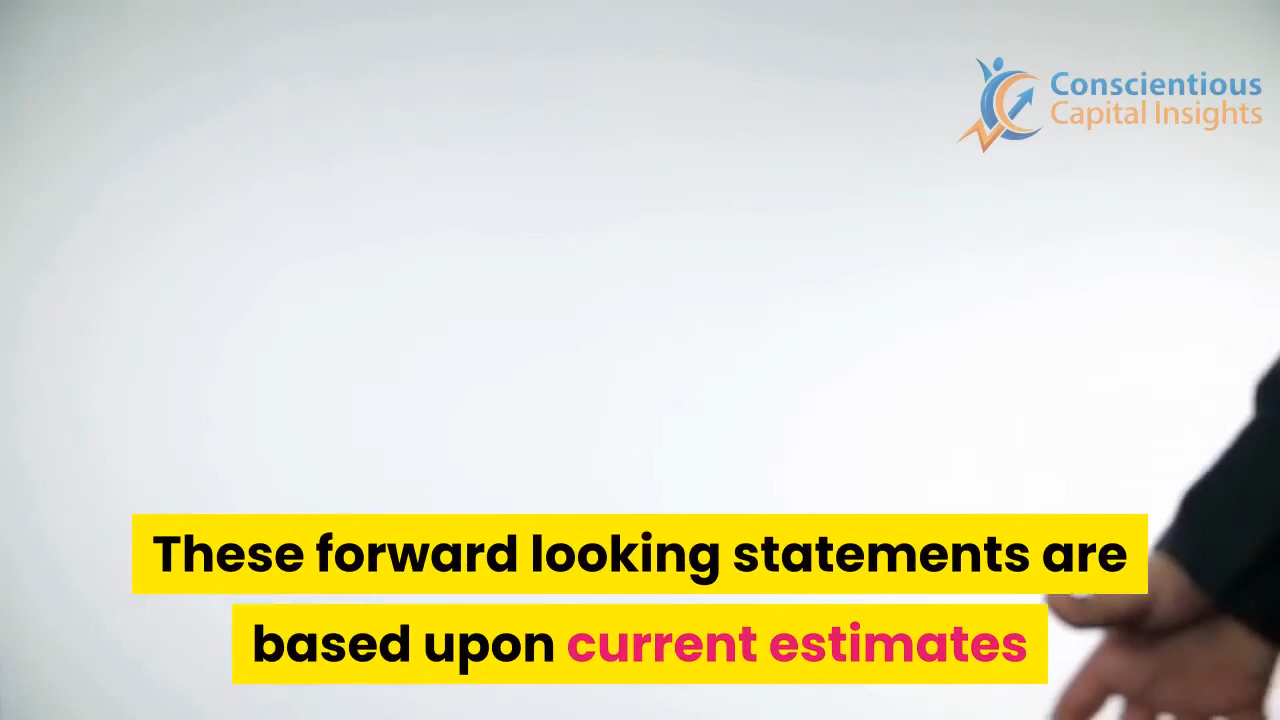 Conscientious
Capital Insights
These forward looking statements are
based upon current estimates